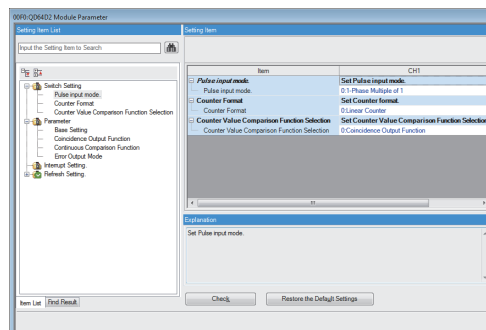 00F0:QD64D2 Module Parameter
Setting Item List
Setting Item
Input the Setting Item to Search
Item
CH1
Switch Setting
Pulse input mode.
Counter Format
Counter Value Comparison Function Selection
Parameter
Base Setting
Coincidence Output Function
Continuous Comparison Function
Error Output Mode
Interrupt Setting.
Refresh Setting.
Pulse input mode.
Set Pulse input mode.
Pulse input mode.
0:1-Phase Multiple of 1
Counter Format
Set Counter format.
Counter Format
0:Linear Counter
Counter Value Comparison Function Selection
Set Counter Value Comparison Function Selection
Counter Value Comparison Function Selection
0:Coincidence Output Function
Explanation
Set Pulse input mode.
Check
Restore the Default Settings
Item List
Find Result